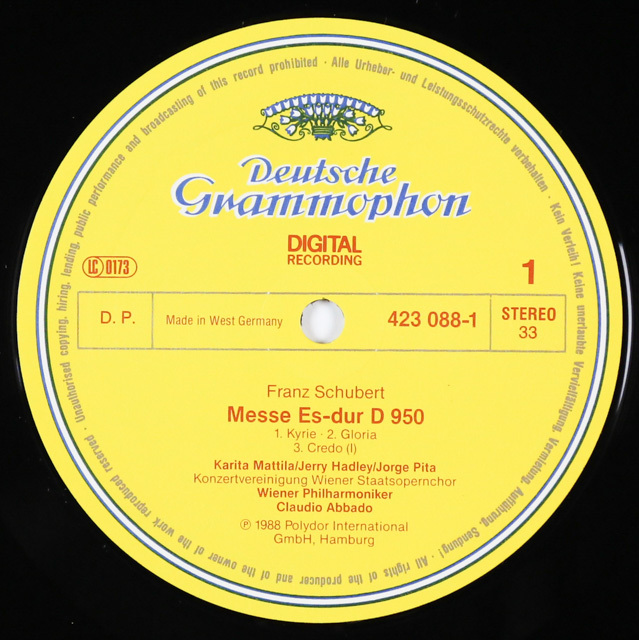 Alle Urheber- und Leistungsschutzrechte vorbehalten · Kein Verleih! Keine unerlaubte Vervielfältigung, Vermietung, Aufführung, Sendung! · All rights of the producer and of the owner of the work reproduced reserved · Unauthorised copying, hiring, lending, public performance and broadcasting of this record prohibited ·
Deutsche
Grammophon
DIGITAL
RECORDING
LC 0173
1
D. P.
Made in West Germany
423 088-1
STEREO
33
Franz Schubert
Messe Es-dur D 950
1. Kyrie · 2. Gloria
3. Credo (I)
Karita Mattila/Jerry Hadley/Jorge Pita
Konzertvereinigung Wiener Staatsopernchor
Wiener Philharmoniker
Claudio Abbado
℗ 1988 Polydor International
GmbH, Hamburg